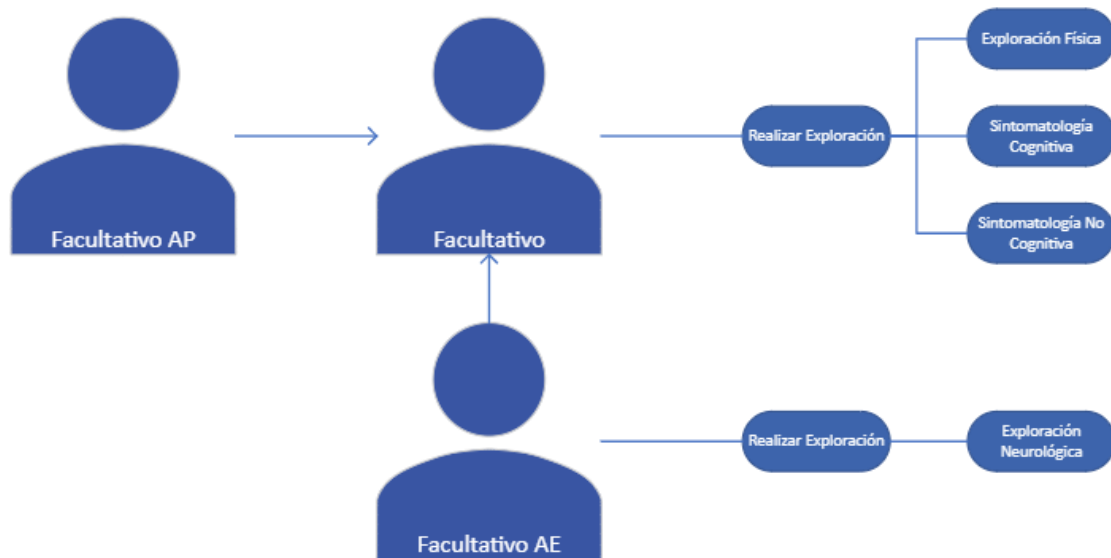 Exploración Física
Facultativo AP
Facultativo
Realizar Exploración
Sintomatología
Cognitiva
Sintomatología No
Cognitiva
Facultativo AE
Realizar Exploración
Exploración
Neurológica